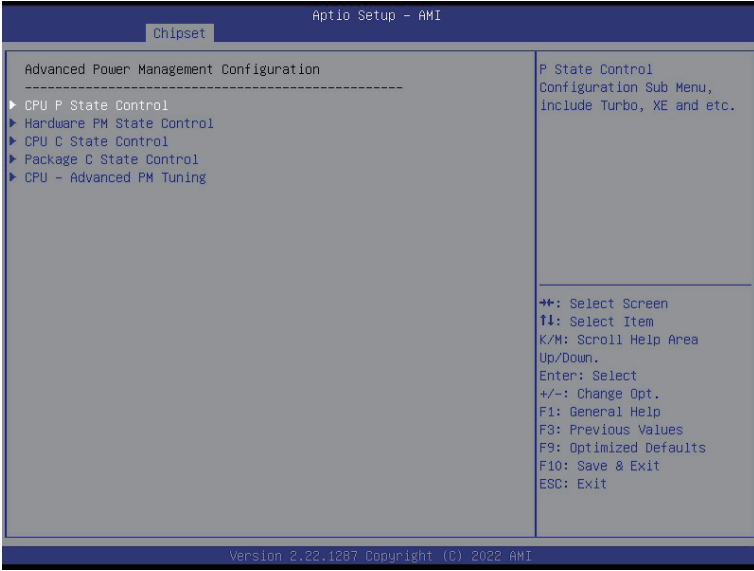 Aptio Setup – AMI
Chipset
Advanced Power Management Configuration
------------------------------------------------
CPU P State Control
Hardware PM State Control
CPU C State Control
Package C State Control
CPU – Advanced PM Tuning
P State Control
Configuration Sub Menu,
include Turbo, XE and etc.
→←: Select Screen
↑↓: Select Item
K/M: Scroll Help Area
Up/Down.
Enter: Select
+/-: Change Opt.
F1: General Help
F3: Previous Values
F9: Optimized Defaults
F10: Save & Exit
ESC: Exit
Version 2.22.1287 Copyright (C) 2022 AMI